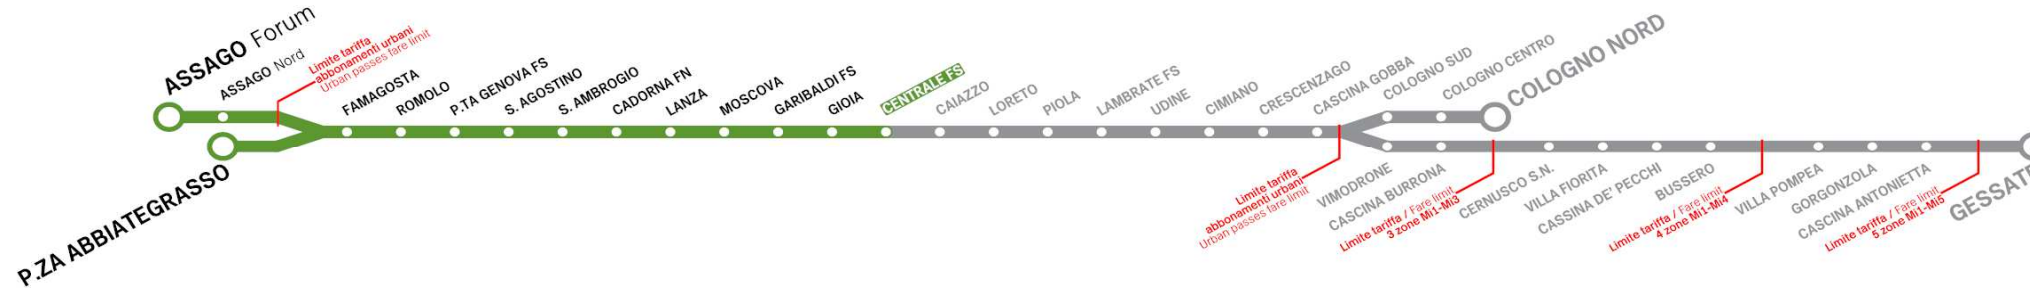 ASSAGO Forum
ASSAGO Nord
Limite tariffa
abbonamenti urbani
Urban passes fare limit
P.ZA ABBIATEGRASSO
FAMAGOSTA
ROMOLO
P.TA GENOVA FS
S. AGOSTINO
S. AMBROGIO
CADORNA FN
LANZA
MOSCOVA
GARIBALDI FS
GIOIA
CENTRALE FS
CAIAZZO
LORETO
PIOLA
LAMBRATE FS
UDINE
CIMIANO
CRESCENZAGO
CASCINA GOBBA
COLOGNO SUD
COLOGNO CENTRO
COLOGNO NORD
Limite tariffa
abbonamenti urbani
Urban passes fare limit
VIMODRONE
CASCINA BURRONA
Limite tariffa / Fare limit
3 zone Mi1-Mi3
CERNUSCO S.N.
VILLA FIORITA
CASSINA DE' PECCHI
BUSSERO
Limite tariffa / Fare limit
4 zone Mi1-Mi4
VILLA POMPEA
GORGONZOLA
CASCINA ANTONIETTA
Limite tariffa / Fare limit
5 zone Mi1-Mi5
GESSATE